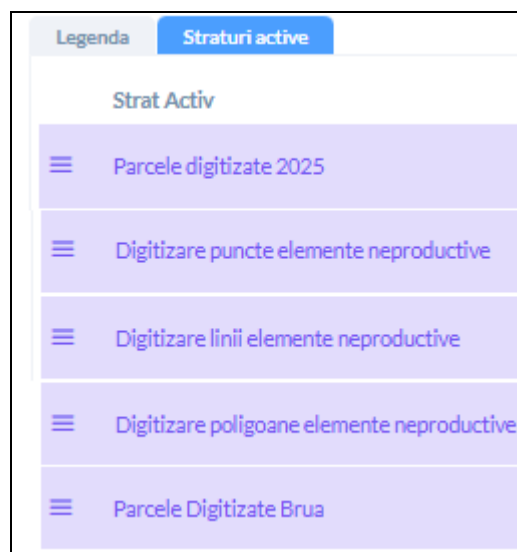 Legenda Straturi active
Strat Activ
Parcele digitizate 2025
Digitizare puncte elemente neproductive
Digitizare linii elemente neproductive
Digitizare poligoane elemente neproductive
Parcele Digitizate Brua